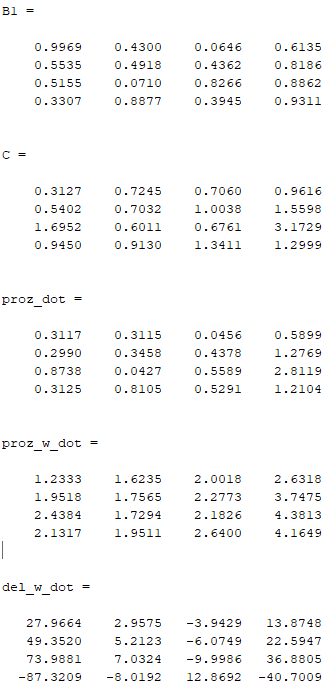 B1 =
0.9969 0.4300 0.0646 0.6135
0.5535 0.4918 0.4362 0.8186
0.5155 0.0710 0.8266 0.8862
0.3307 0.8877 0.3945 0.9311
C =
0.3127 0.7245 0.7060 0.9616
0.5402 0.7032 1.0038 1.5598
1.6952 0.6011 0.6761 3.1729
0.9450 0.9130 1.3411 1.2999
proz_dot =
0.3117 0.3115 0.0456 0.5899
0.2990 0.3458 0.4378 1.2769
0.8738 0.0427 0.5589 2.8119
0.3125 0.8105 0.5291 1.2104
proz_w_dot =
1.2333 1.6235 2.0018 2.6318
1.9518 1.7565 2.2773 3.7475
2.4384 1.7294 2.1826 4.3813
2.1317 1.9511 2.6400 4.1649
del_w_dot =
27.9664 2.9575 -3.9429 13.8748
49.3520 5.2123 -6.0749 22.5947
73.9881 7.0324 -9.9986 36.8805
-87.3209 -8.0192 12.8692 -40.7009